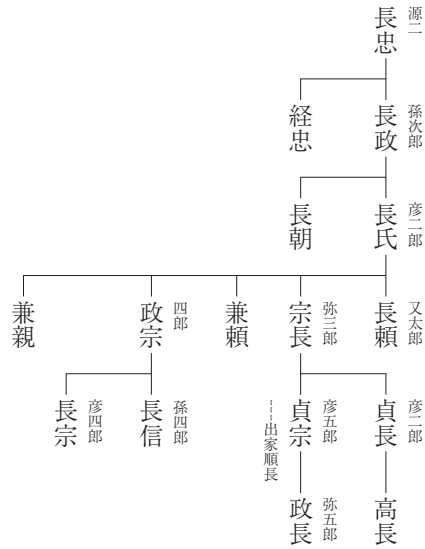 源二
長忠
孫次郎
長政
経忠
彦二郎
長氏
長朝
又太郎
長頼
弥三郎
宗長
兼頼
四郎
政宗
兼親
彦二郎
貞長
彦五郎
貞宗
---出家順長
孫四郎
長信
彦四郎
長宗
高長
弥五郎
政長